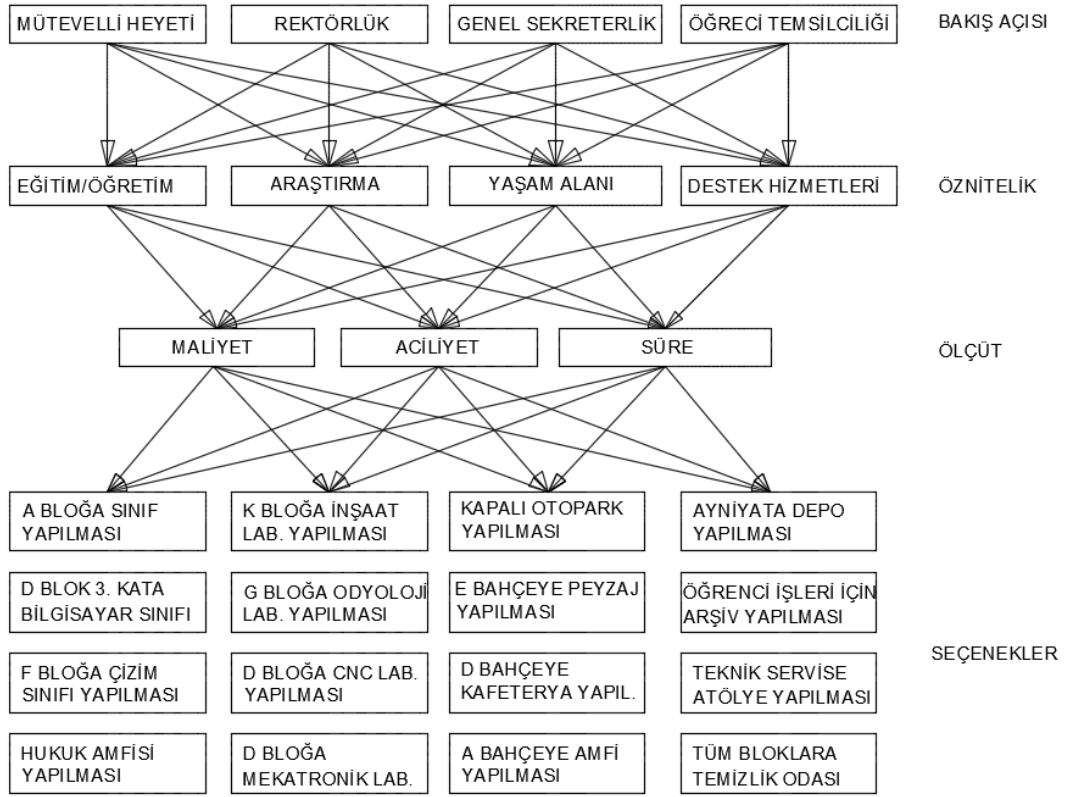 MÜTEVELLİ HEYETİ
REKTÖRLÜK
GENEL SEKRETERLİK
ÖĞRECİ TEMSİLCİLİĞİ
BAKIŞ AÇISI
EĞİTİM/ÖĞRETİM
ARAŞTIRMA
YAŞAM ALANI
DESTEK HİZMETLERİ
ÖZNİTELİK
MALİYET
ACİLİYET
SÜRE
ÖLÇÜT
A BLOĞA SINIF
YAPILMASI
K BLOĞA İNŞAAT
LAB. YAPILMASI
KAPALI OTOPARK
YAPILMASI
AYNİYATA DEPO
YAPILMASI
D BLOK 3. KATA
BİLGİSAYAR SINIFI
G BLOĞA ODYOLOJİ
LAB. YAPILMASI
E BAHÇEYE PEYZAJ
YAPILMASI
ÖĞRENCİ İŞLERİ İÇİN
ARŞİV YAPILMASI
SEÇENEKLER
F BLOĞA ÇİZİM
SINIFI YAPILMASI
D BLOĞA CNC LAB.
YAPILMASI
D BAHÇEYE
KAFETERYA YAPIL.
TEKNİK SERVİSE
ATÖLYE YAPILMASI
HUKUK AMFİSİ
YAPILMASI
D BLOĞA
MEKATRONİK LAB.
A BAHÇEYE AMFİ
YAPILMASI
TÜM BLOKLARA
TEMİZLİK ODASI